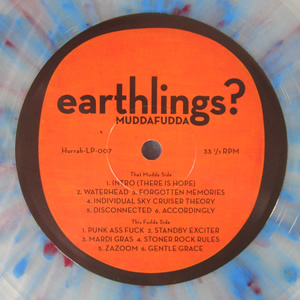 earthlings?
MUDDAFUDDA
Hurrah-LP-007 33 ⅓ RPM
That Mudda Side
1. INTRO (THERE IS HOPE)
2. WATERHEAD 3. FORGOTTEN MEMORIES
4. INDIVIDUAL SKY CRUISER THEORY
5. DISCONNECTED 6. ACCORDINGLY
This Fudda Side
1. PUNK ASS FUCK 2. STANDBY EXCITER
3. MARDI GRAS 4. STONER ROCK RULES
5. ZAZOOM 6. GENTLE GRACE